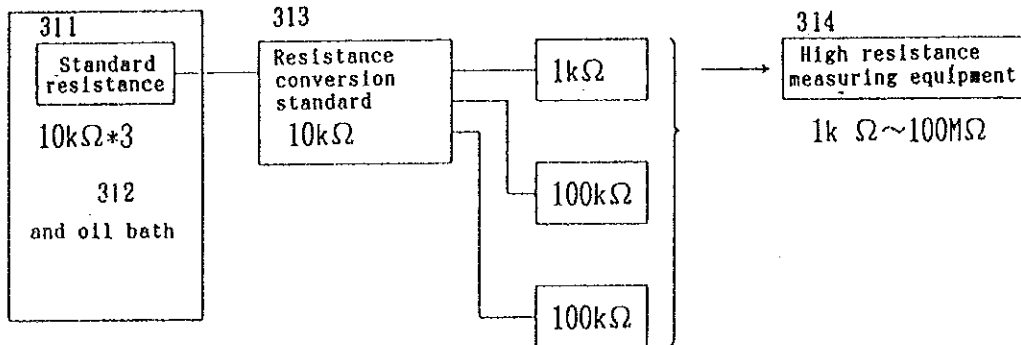 311
Standard
resistance
10kΩ*3
312
and oil bath
313
Resistance
conversion
standard
10kΩ
1kΩ
100kΩ
100kΩ
314
High resistance
measuring equipment
1k Ω~100MΩ